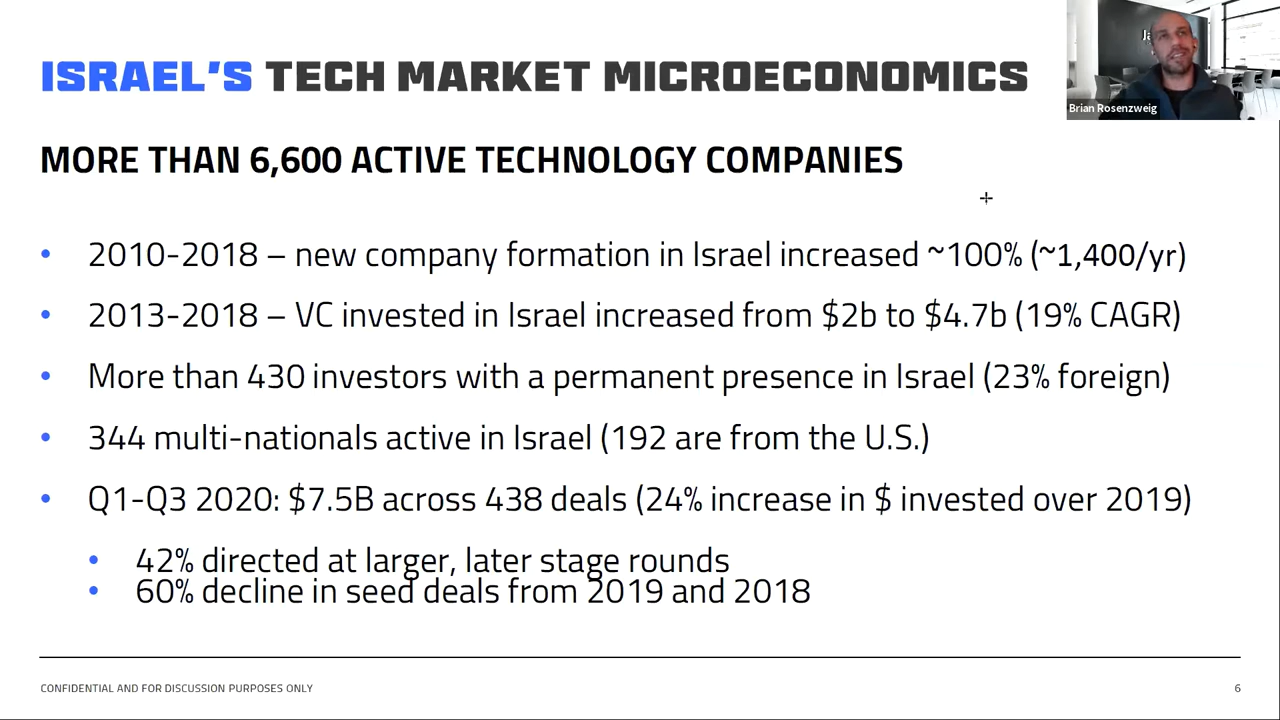 ISRAEL'S TECH MARKET MICROECONOMICS
Brian Rosenzweig
MORE THAN 6,600 ACTIVE TECHNOLOGY COMPANIES
• 2010-2018 – new company formation in Israel increased ~100% (~1,400/yr)
• 2013-2018 – VC invested in Israel increased from $2b to $4.7b (19% CAGR)
• More than 430 investors with a permanent presence in Israel (23% foreign)
• 344 multi-nationals active in Israel (192 are from the U.S.)
• Q1-Q3 2020: $7.5B across 438 deals (24% increase in $ invested over 2019)
• 42% directed at larger, later stage rounds
• 60% decline in seed deals from 2019 and 2018
CONFIDENTIAL AND FOR DISCUSSION PURPOSES ONLY
6